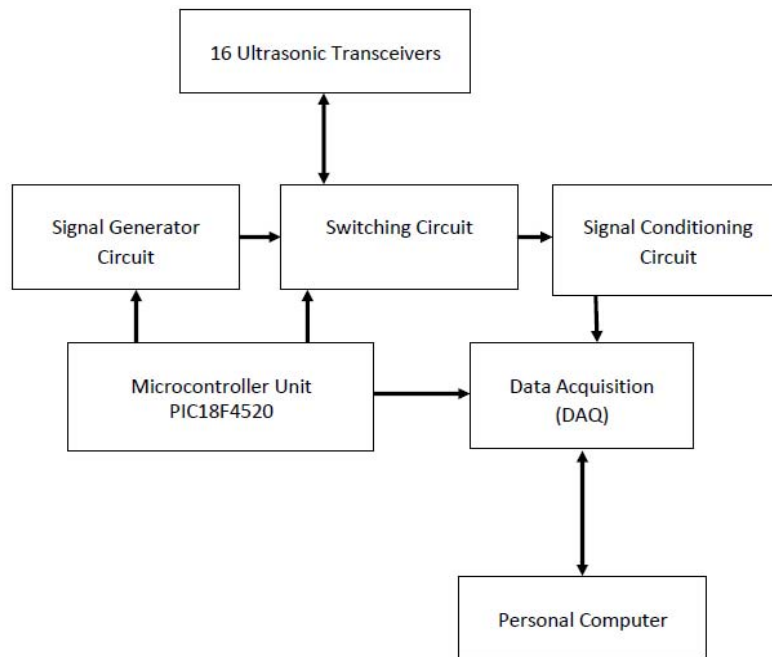 16 Ultrasonic Transceivers
Signal Generator
Circuit
Switching Circuit
Signal Conditioning
Circuit
Microcontroller Unit
PIC18F4520
Data Acquisition
(DAQ)
Personal Computer